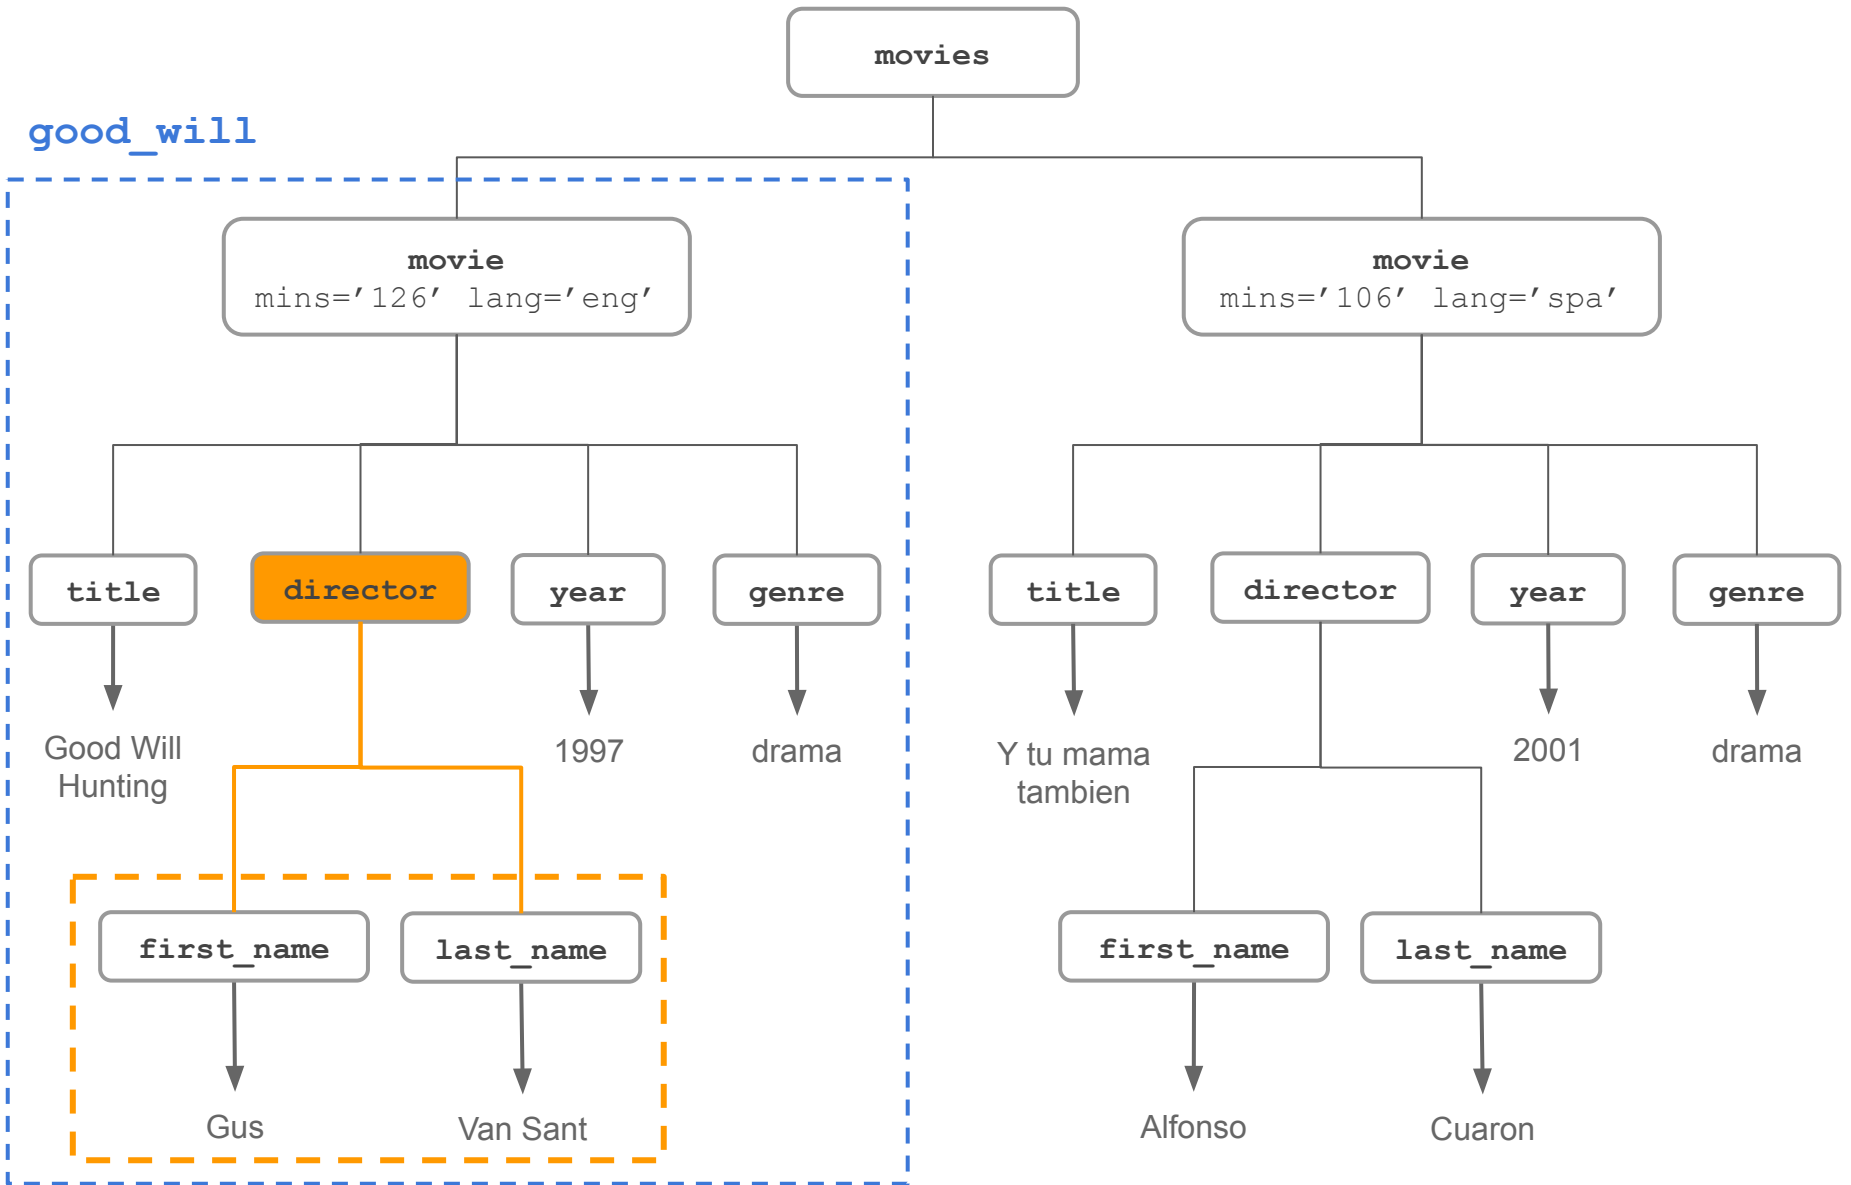 movies
good_will
movie
mins=’126’ lang=’eng’
movie
mins=’106’ lang=’spa’
title
director
year
genre
title
director
year
genre
Good Will
Hunting
1997
drama
Y tu mama
tambien
2001
drama
first_name
last_name
first_name
last_name
Gus
Van Sant
Alfonso
Cuaron